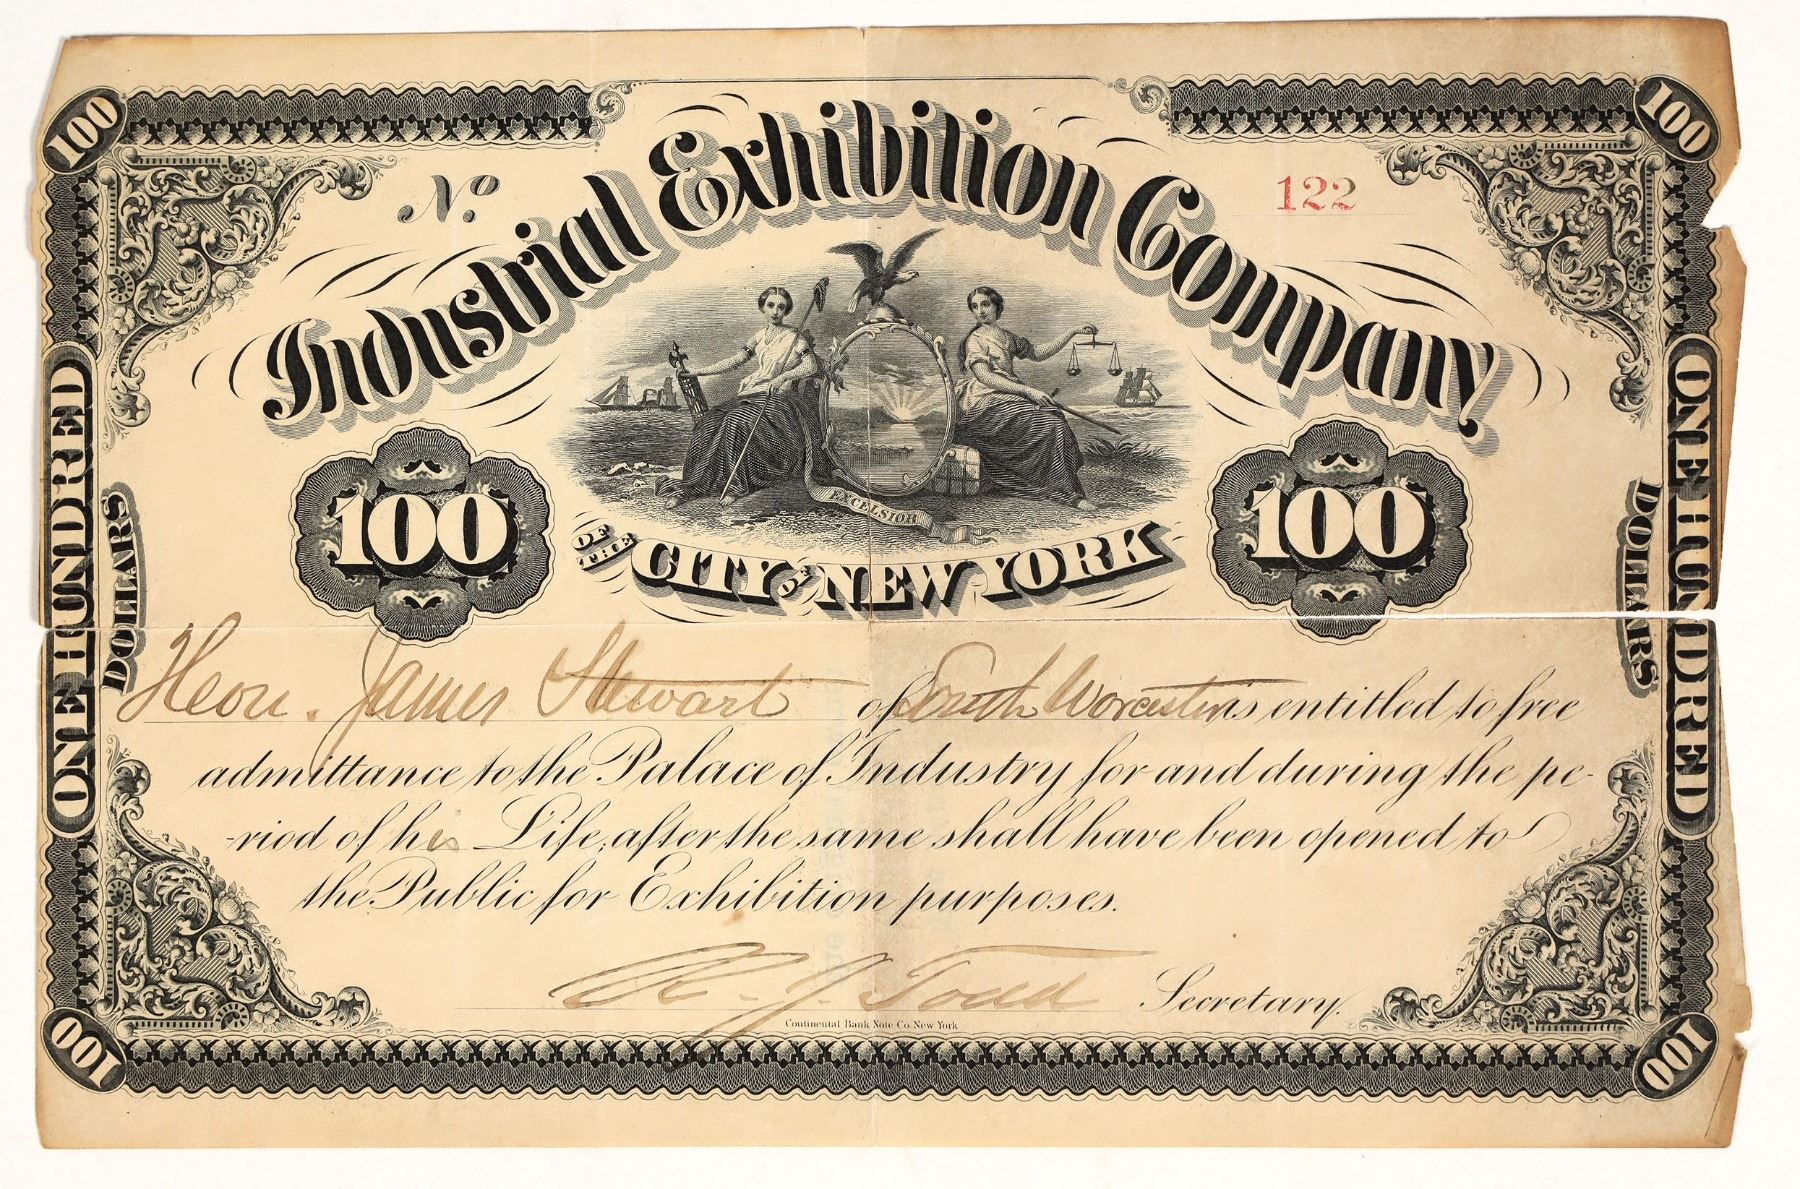 100 100
No. 122
Industrial Exhibition Company
EXCELSIOR
100 100
OF THE CITY OF NEW YORK
ONE HUNDRED DOLLARS
ONE HUNDRED DOLLARS
Hon. James Stewart of South Worcester is entitled to free
admittance to the Palace of Industry for and during the pe-
-riod of his Life, after the same shall have been opened to
the Public for Exhibition purposes.
R. J. Todd Secretary.
Continental Bank Note Co. New York
100 100